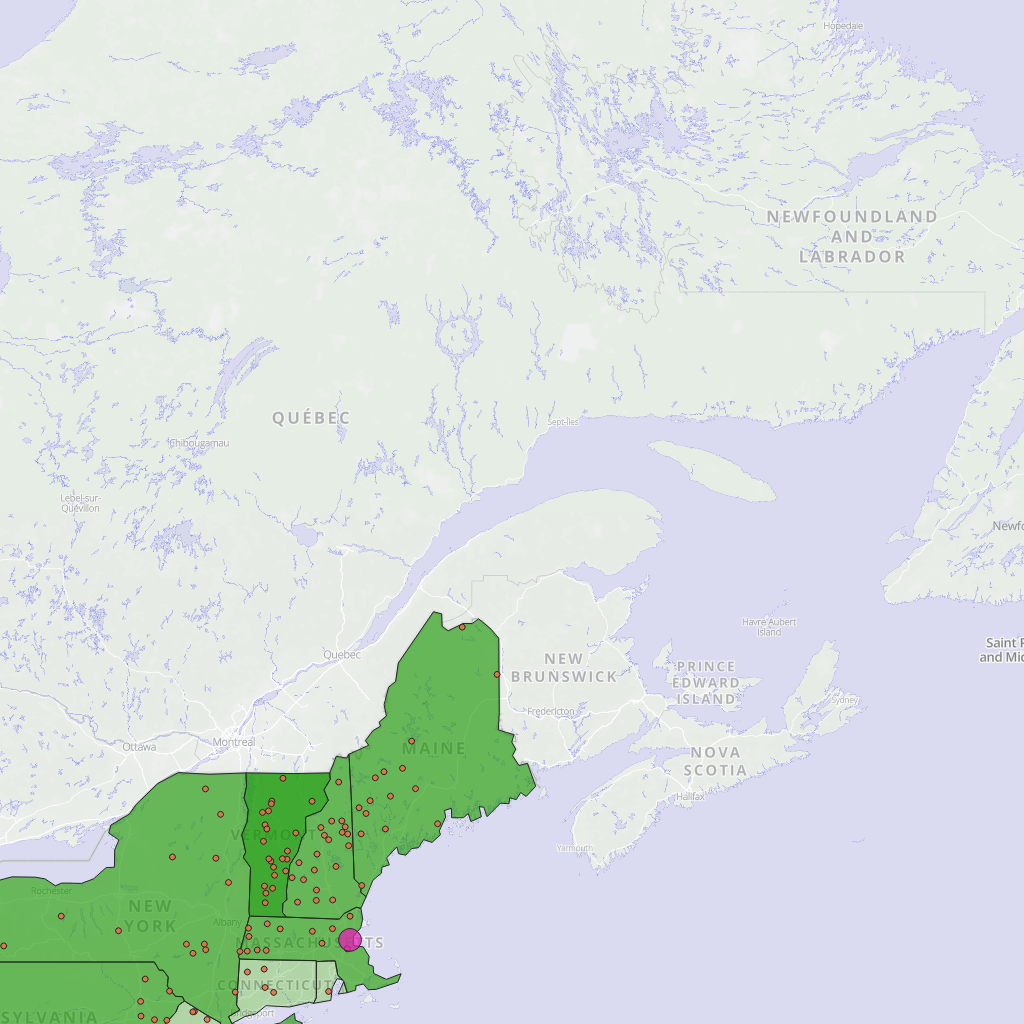 Hopedale
NEWFOUNDLAND
AND
LABRADOR
QUÉBEC
Sept-Îles
Chibougamau
Lebel-sur-
Quévillon
Newfo
Havre Aubert
Island
Saint P
and Mic
Quebec
NEW
BRUNSWICK
PRINCE
EDWARD
ISLAND
Sydney
Fredericton
Ottawa
Montreal
MAINE
NOVA
SCOTIA
Halifax
VERMONT
Yarmouth
Rochester
NEW
YORK
Albany
MASSACHUSETTS
CONNECTICUT
Bridgeport
SYLVANIA